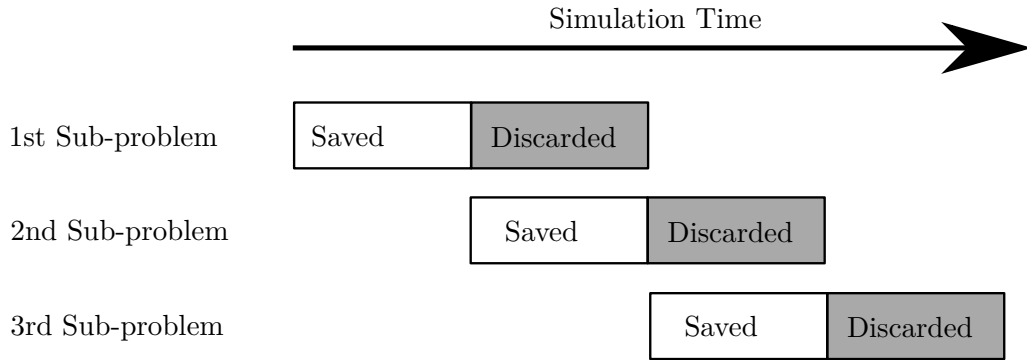 Simulation Time
1st Sub-problem Saved Discarded
2nd Sub-problem Saved Discarded
3rd Sub-problem Saved Discarded